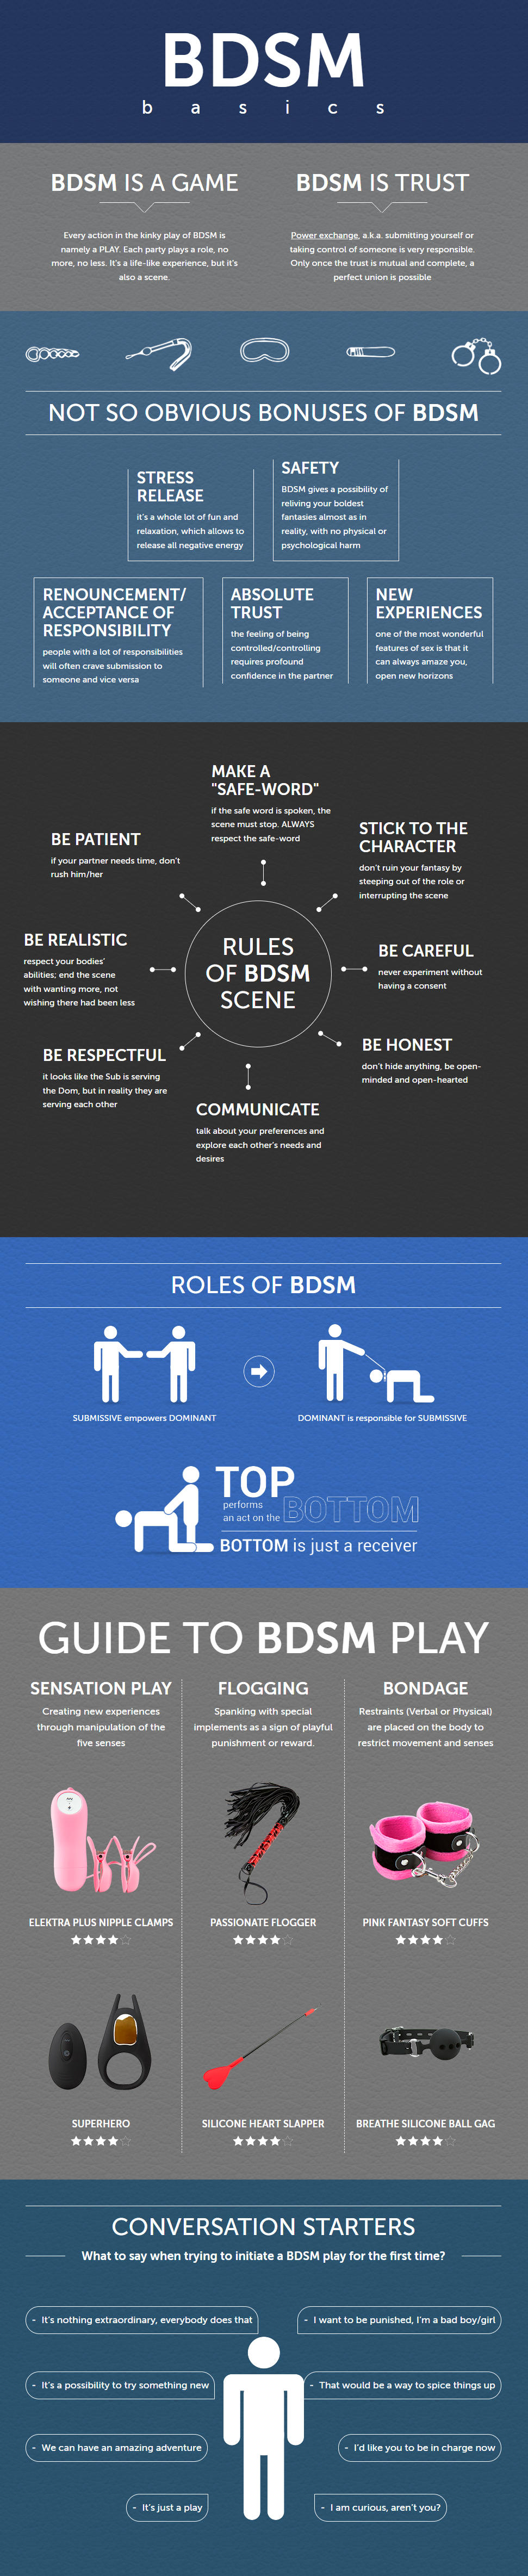 BDSM
basics
BDSM IS A GAME
Every action in the kinky play of BDSM is
namely a PLAY. Each party plays a role, no
more, no less. It's a life-like experience, but it's
also a scene.
BDSM IS TRUST
Power exchange, a.k.a. submitting yourself or
taking control of someone is very responsible.
Only once the trust is mutual and complete, a
perfect union is possible
NOT SO OBVIOUS BONUSES OF BDSM
STRESS
RELEASE
it's a whole lot of fun and
relaxation, which allows to
release all negative energy
SAFETY
BDSM gives a possibility of
reliving your boldest
fantasies almost as in
reality, with no physical or
psychological harm
RENOUNCEMENT/
ACCEPTANCE OF
RESPONSIBILITY
people with a lot of responsibilities
will often crave submission to
someone and vice versa
ABSOLUTE
TRUST
the feeling of being
controlled/controlling
requires profound
confidence in the partner
NEW
EXPERIENCES
one of the most wonderful
features of sex is that it
can always amaze you,
open new horizons
MAKE A
"SAFE-WORD"
if the safe word is spoken, the
scene must stop. ALWAYS
respect the safe-word
BE PATIENT
if your partner needs time, don't
rush him/her
STICK TO THE
CHARACTER
don't ruin your fantasy by
steeping out of the role or
interrupting the scene
BE REALISTIC
respect your bodies'
abilities; end the scene
with wanting more, not
wishing there had been less
RULES
OF BDSM
SCENE
BE CAREFUL
never experiment without
having a consent
BE RESPECTFUL
it looks like the Sub is serving
the Dom, but in reality they are
serving each other
BE HONEST
don't hide anything, be open-
minded and open-hearted
COMMUNICATE
talk about your preferences and
explore each other's needs and
desires
ROLES OF BDSM
SUBMISSIVE empowers DOMINANT
DOMINANT is responsible for SUBMISSIVE
TOP
performs
an act on the BOTTOM
BOTTOM is just a receiver
GUIDE TO BDSM PLAY
SENSATION PLAY
Creating new experiences
through manipulation of the
five senses
FLOGGING
Spanking with special
implements as a sign of playful
punishment or reward.
BONDAGE
Restraints (Verbal or Physical)
are placed on the body to
restrict movement and senses
ELEKTRA PLUS NIPPLE CLAMPS
PASSIONATE FLOGGER
PINK FANTASY SOFT CUFFS
SUPERHERO
SILICONE HEART SLAPPER
BREATHE SILICONE BALL GAG
CONVERSATION STARTERS
What to say when trying to initiate a BDSM play for the first time?
- It's nothing extraordinary, everybody does that
- I want to be punished, I'm a bad boy/girl
- It's a possibility to try something new
- That would be a way to spice things up
- We can have an amazing adventure
- I'd like you to be in charge now
- It's just a play
- I am curious, aren't you?